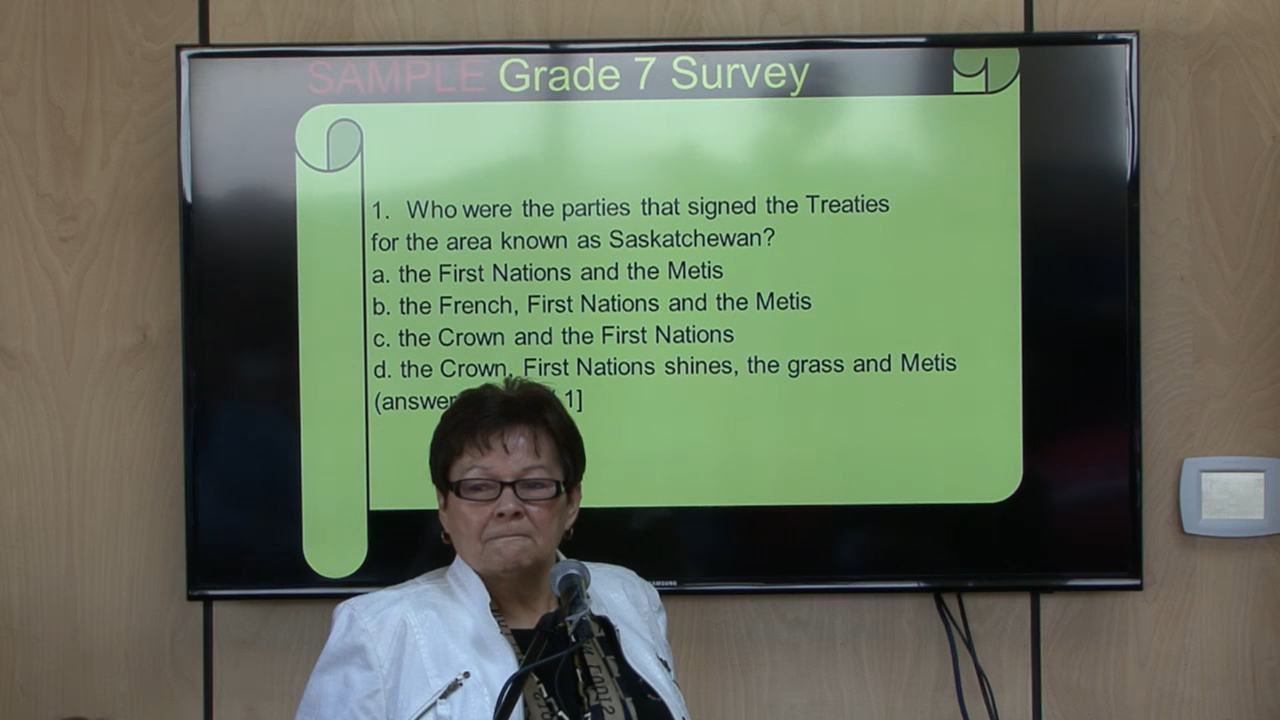 SAMPLE Grade 7 Survey
1. Who were the parties that signed the Treaties
for the area known as Saskatchewan?
a. the First Nations and the Metis
b. the French, First Nations and the Metis
c. the Crown and the First Nations
d. the Crown, First Nations shines, the grass and Metis
(answer 1]
SAMSUNG